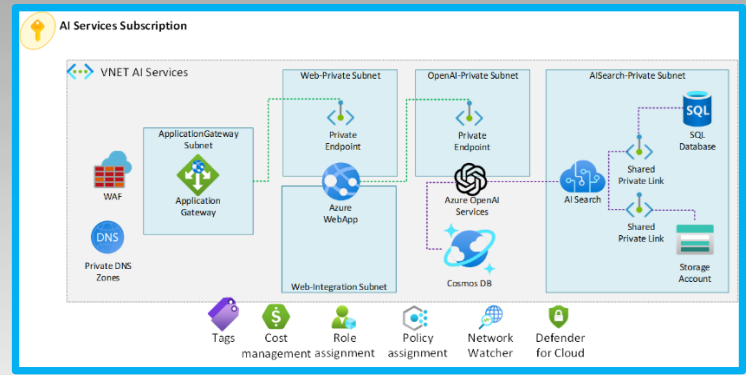 AI Services Subscription
VNET AI Services
Web-Private Subnet
OpenAI-Private Subnet
AISearch-Private Subnet
ApplicationGateway
Subnet
Private
Endpoint
Private
Endpoint
SQL
SQL
Database
Shared
Private Link
WAF
Application
Gateway
Azure
WebApp
Azure OpenAI
Services
AI Search
Shared
Private Link
DNS
Private DNS
Zones
Web-Integration Subnet
Cosmos DB
Storage
Account
Tags
Cost
management
Role
assignment
Policy
assignment
Network
Watcher
Defender
for Cloud